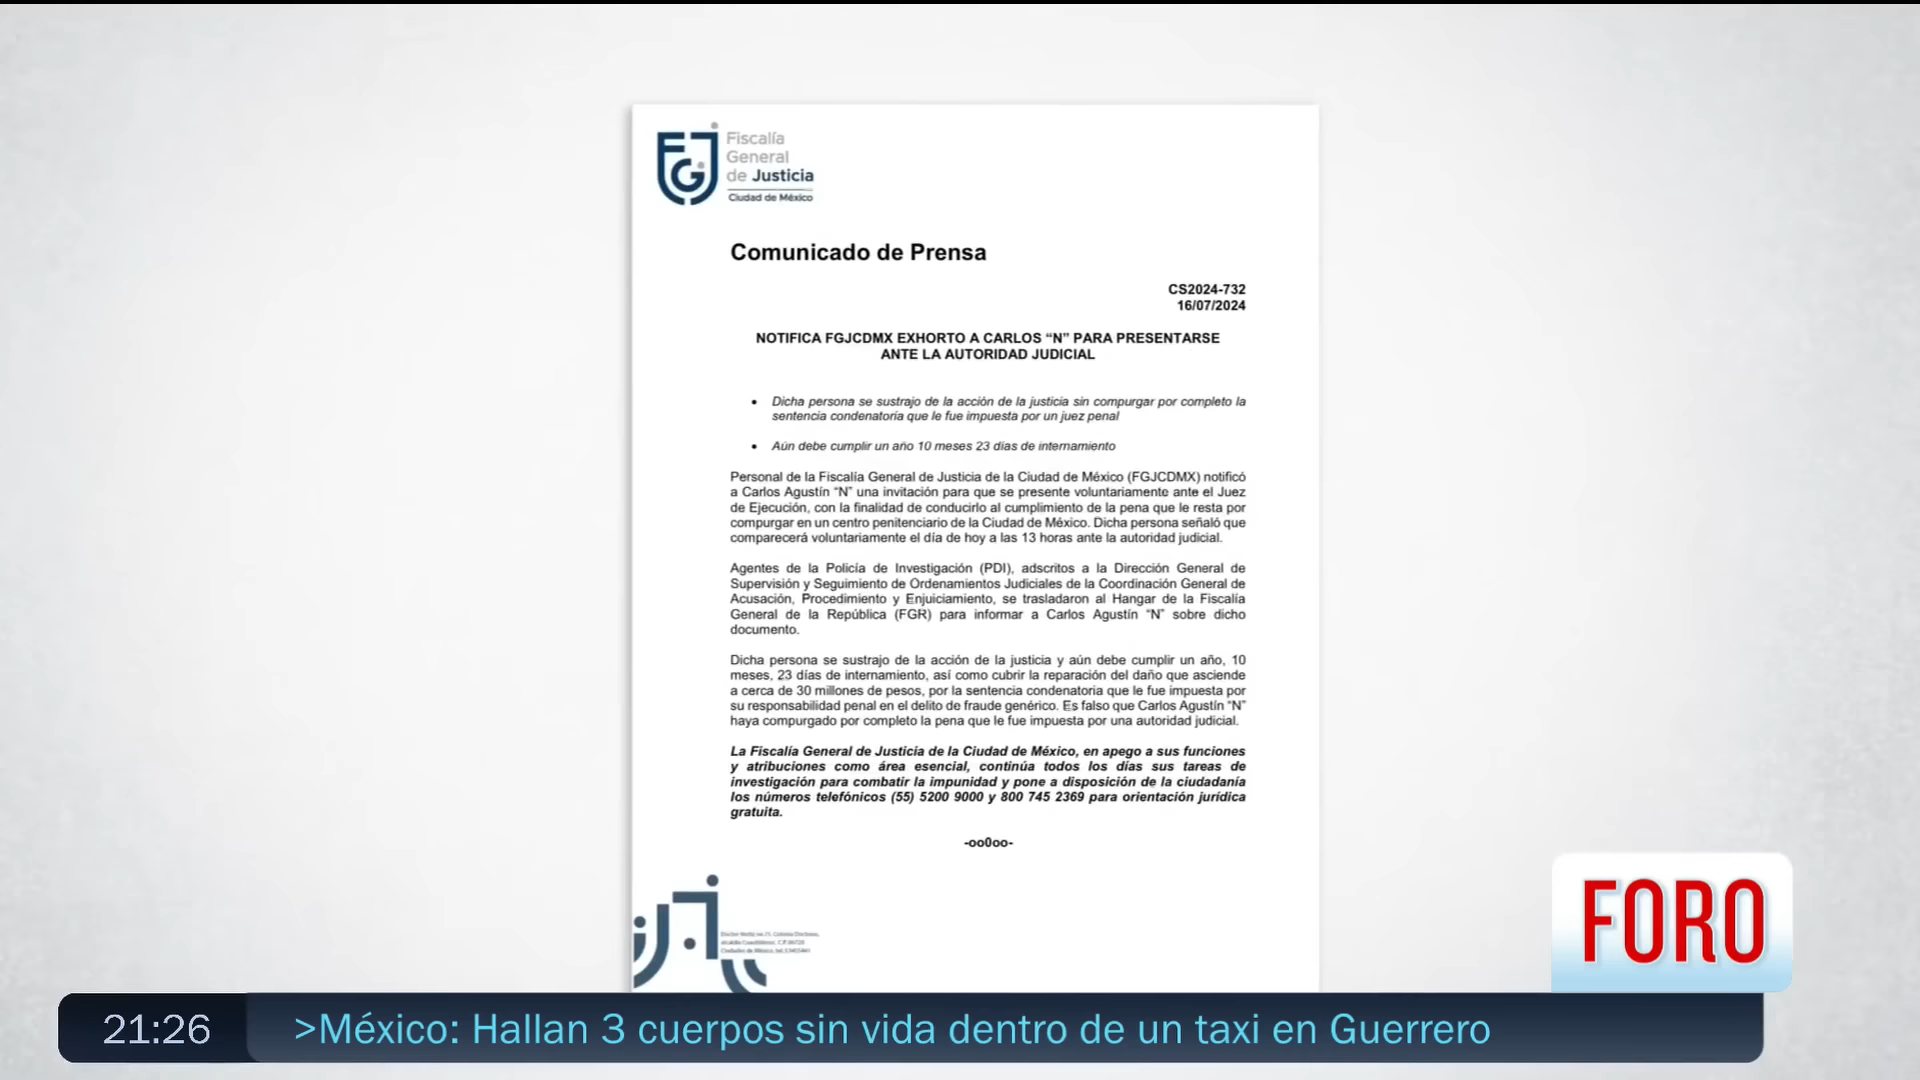 Fiscalía
General
de Justicia
Ciudad de México
Comunicado de Prensa
CS2024-732
16/07/2024
NOTIFICA FGJCDMX EXHORTO A CARLOS “N” PARA PRESENTARSE
ANTE LA AUTORIDAD JUDICIAL
• Dicha persona se sustrajo de la acción de la justicia sin compurgar por completo la
sentencia condenatoria que le fue impuesta por un juez penal
• Aún debe cumplir un año 10 meses 23 días de internamiento
Personal de la Fiscalía General de Justicia de la Ciudad de México (FGJCDMX) notificó
a Carlos Agustín “N” una invitación para que se presente voluntariamente ante el Juez
de Ejecución, con la finalidad de conducirlo al cumplimiento de la pena que le resta por
compurgar en un centro penitenciario de la Ciudad de México. Dicha persona señaló que
comparecerá voluntariamente el día de hoy a las 13 horas ante la autoridad judicial.
Agentes de la Policía de Investigación (PDI), adscritos a la Dirección General de
Supervisión y Seguimiento de Ordenamientos Judiciales de la Coordinación General de
Acusación, Procedimiento y Enjuiciamiento, se trasladaron al Hangar de la Fiscalía
General de la República (FGR) para informar a Carlos Agustín “N” sobre dicho
documento.
Dicha persona se sustrajo de la acción de la justicia y aún debe cumplir un año, 10
meses, 23 días de internamiento, así como cubrir la reparación del daño que asciende
a cerca de 30 millones de pesos, por la sentencia condenatoria que le fue impuesta por
su responsabilidad penal en el delito de fraude genérico. Es falso que Carlos Agustín “N”
haya compurgado por completo la pena que le fue impuesta por una autoridad judicial.
La Fiscalía General de Justicia de la Ciudad de México, en apego a sus funciones
y atribuciones como área esencial, continúa todos los días sus tareas de
investigación para combatir la impunidad y pone a disposición de la ciudadanía
los números telefónicos (55) 5200 9000 y 800 745 2369 para orientación jurídica
gratuita.
-oo0oo-
FORO
21:26
>México: Hallan 3 cuerpos sin vida dentro de un taxi en Guerrero